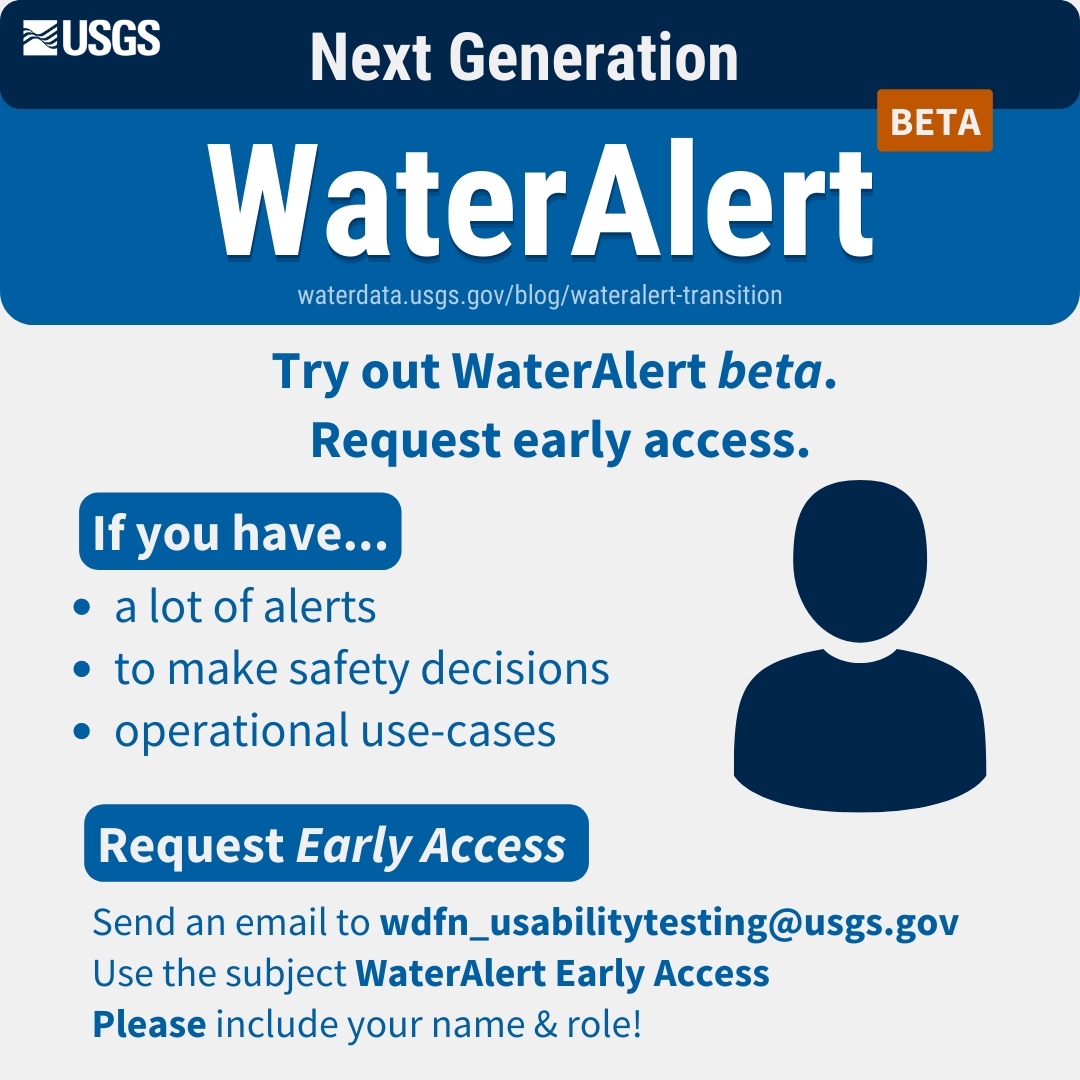 USGS
Next Generation
BETA
WaterAlert
waterdata.usgs.gov/blog/wateralert-transition
Try out WaterAlert beta.
Request early access.
If you have...
• a lot of alerts
• to make safety decisions
• operational use-cases
Request Early Access
Send an email to wdfn_usabilitytesting@usgs.gov
Use the subject WaterAlert Early Access
Please include your name & role!